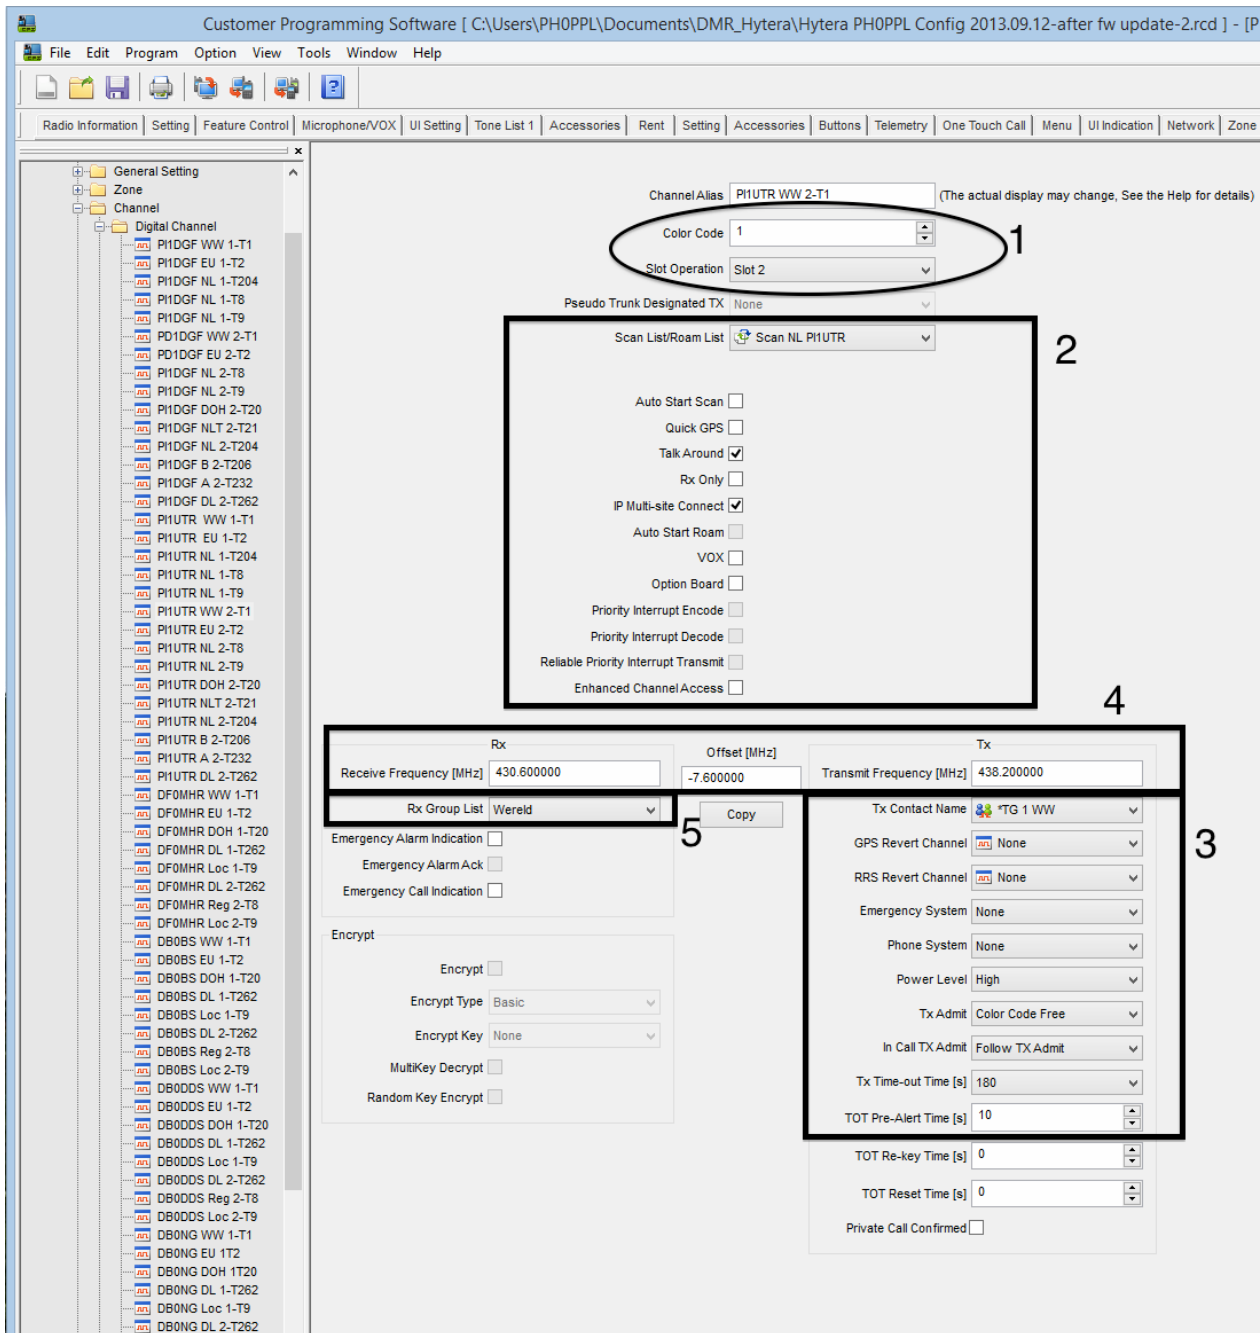 Customer Programming Software [ C:\Users\PH0PPL\Documents\DMR_Hytera\Hytera PH0PPL Config 2013.09.12-after fw update-2.rcd ] - [P
File Edit Program Option View Tools Window Help
Radio Information Setting Feature Control Microphone/VOX UI Setting Tone List 1 Accessories Rent Setting Accessories Buttons Telemetry One Touch Call Menu UI Indication Network Zone
General Setting
Zone
Channel
Digital Channel
PI1DGF WW 1-T1
PI1DGF EU 1-T2
PI1DGF NL 1-T204
PI1DGF NL 1-T8
PI1DGF NL 1-T9
PD1DGF WW 2-T1
PD1DGF EU 2-T2
PI1DGF NL 2-T8
PI1DGF NL 2-T9
PI1DGF DOH 2-T20
PI1DGF NLT 2-T21
PI1DGF NL 2-T204
PI1DGF B 2-T206
PI1DGF A 2-T232
PI1DGF DL 2-T262
PI1UTR WW 1-T1
PI1UTR EU 1-T2
PI1UTR NL 1-T204
PI1UTR NL 1-T8
PI1UTR NL 1-T9
PI1UTR WW 2-T1
PI1UTR EU 2-T2
PI1UTR NL 2-T8
PI1UTR NL 2-T9
PI1UTR DOH 2-T20
PI1UTR NLT 2-T21
PI1UTR NL 2-T204
PI1UTR B 2-T206
PI1UTR A 2-T232
PI1UTR DL 2-T262
DF0MHR WW 1-T1
DF0MHR EU 1-T2
DF0MHR DOH 1-T20
DF0MHR DL 1-T262
DF0MHR Loc 1-T9
DF0MHR DL 2-T262
DF0MHR Reg 2-T8
DF0MHR Loc 2-T9
DB0BS WW 1-T1
DB0BS EU 1-T2
DB0BS DOH 1-T20
DB0BS DL 1-T262
DB0BS Loc 1-T9
DB0BS DL 2-T262
DB0BS Reg 2-T8
DB0BS Loc 2-T9
DB0DDS WW 1-T1
DB0DDS EU 1-T2
DB0DDS DOH 1-T20
DB0DDS DL 1-T262
DB0DDS Loc 1-T9
DB0DDS DL 2-T262
DB0DDS Reg 2-T8
DB0DDS Loc 2-T9
DB0NG WW 1-T1
DB0NG EU 1T2
DB0NG DOH 1T20
DB0NG DL 1-T262
DB0NG Loc 1-T9
DB0NG DL 2-T262
Channel Alias PI1UTR WW 2-T1 (The actual display may change, See the Help for details)
Color Code 1
1
Slot Operation Slot 2
Pseudo Trunk Designated TX None
Scan List/Roam List Scan NL PI1UTR
2
Auto Start Scan
Quick GPS
Talk Around
Rx Only
IP Multi-site Connect
Auto Start Roam
VOX
Option Board
Priority Interrupt Encode
Priority Interrupt Decode
Reliable Priority Interrupt Transmit
Enhanced Channel Access
4
Rx
Receive Frequency [MHz] 430.600000
Offset [MHz]
-7.600000
Tx
Transmit Frequency [MHz] 438.200000
Rx Group List Wereld
5
Copy
Emergency Alarm Indication
Emergency Alarm Ack
Emergency Call Indication
Encrypt
Encrypt
Encrypt Type Basic
Encrypt Key None
MultiKey Decrypt
Random Key Encrypt
Tx Contact Name *TG 1 WW
3
GPS Revert Channel None
RRS Revert Channel None
Emergency System None
Phone System None
Power Level High
Tx Admit Color Code Free
In Call TX Admit Follow TX Admit
Tx Time-out Time [s] 180
TOT Pre-Alert Time [s] 10
TOT Re-key Time [s] 0
TOT Reset Time [s] 0
Private Call Confirmed